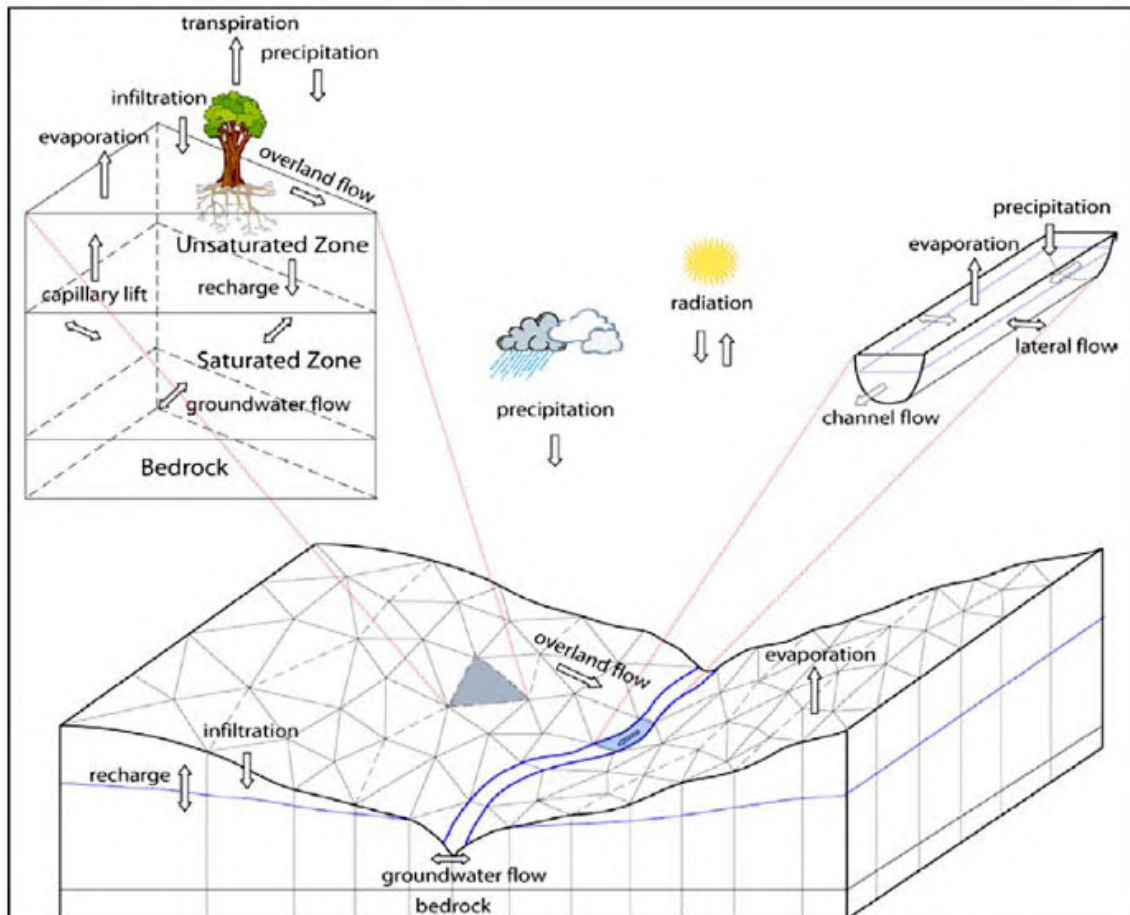 transpiration
precipitation
infiltration
evaporation
overland flow
Unsaturated Zone
recharge
capillary lift
Saturated Zone
groundwater flow
Bedrock
precipitation
radiation
precipitation
evaporation
lateral flow
channel flow
overland flow
evaporation
infiltration
recharge
groundwater flow
bedrock